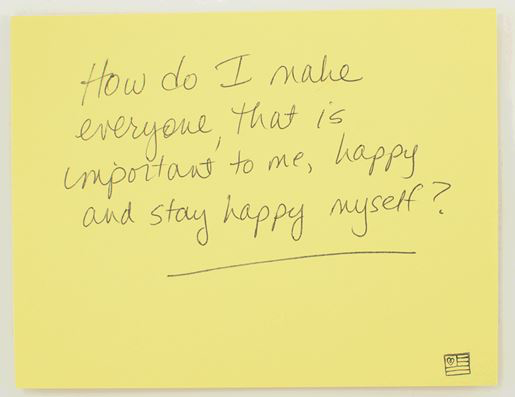 How do I make
everyone, that is
important to me, happy
and stay happy myself?